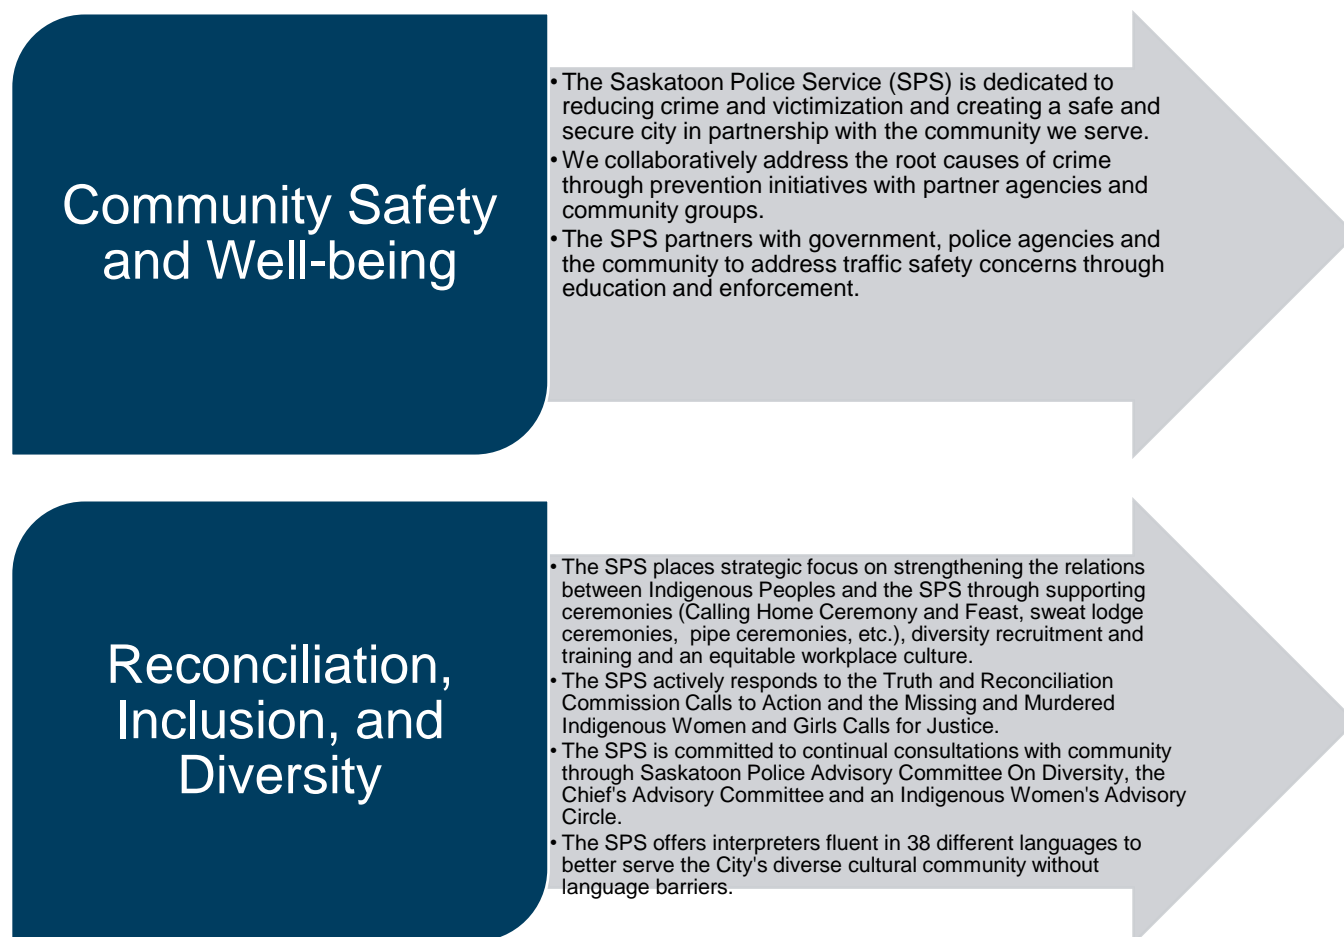 Community Safety
and Well-being
• The Saskatoon Police Service (SPS) is dedicated to
reducing crime and victimization and creating a safe and
secure city in partnership with the community we serve.
• We collaboratively address the root causes of crime
through prevention initiatives with partner agencies and
community groups.
• The SPS partners with government, police agencies and
the community to address traffic safety concerns through
education and enforcement.
Reconciliation,
Inclusion, and
Diversity
• The SPS places strategic focus on strengthening the relations
between Indigenous Peoples and the SPS through supporting
ceremonies (Calling Home Ceremony and Feast, sweat lodge
ceremonies,  pipe ceremonies, etc.), diversity recruitment and
training and an equitable workplace culture.
• The SPS actively responds to the Truth and Reconciliation
Commission Calls to Action and the Missing and Murdered
Indigenous Women and Girls Calls for Justice.
• The SPS is committed to continual consultations with community
through Saskatoon Police Advisory Committee On Diversity, the
Chief's Advisory Committee and an Indigenous Women's Advisory
Circle.
• The SPS offers interpreters fluent in 38 different languages to
better serve the City's diverse cultural community without
language barriers.